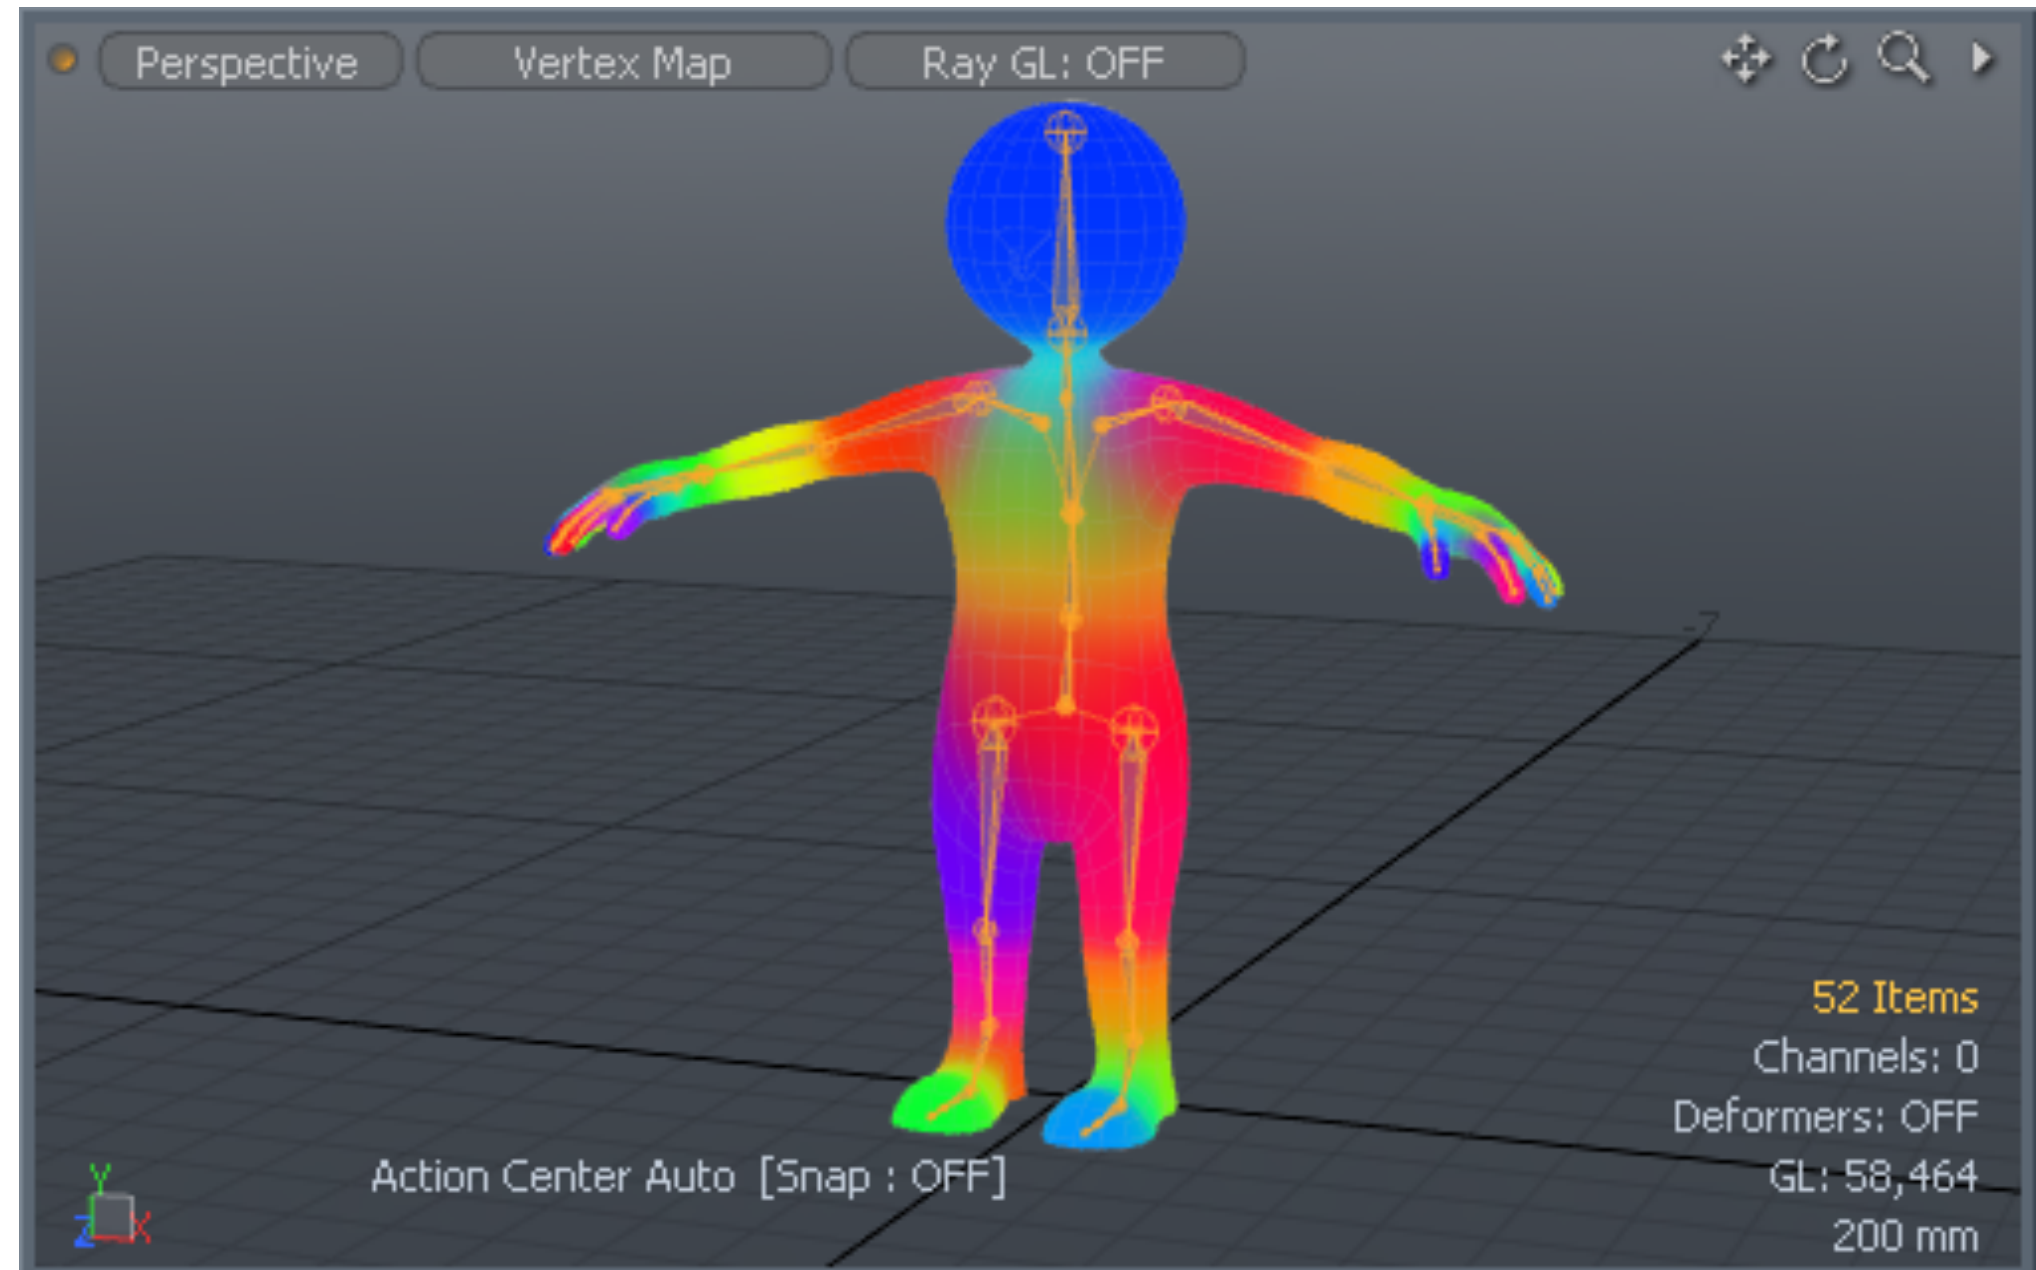 Perspective
Vertex Map
Ray GL: OFF
52 Items
Channels: 0
Deformers: OFF
Action Center Auto [Snap : OFF]
GL: 58,464
200 mm
Y
Z
X